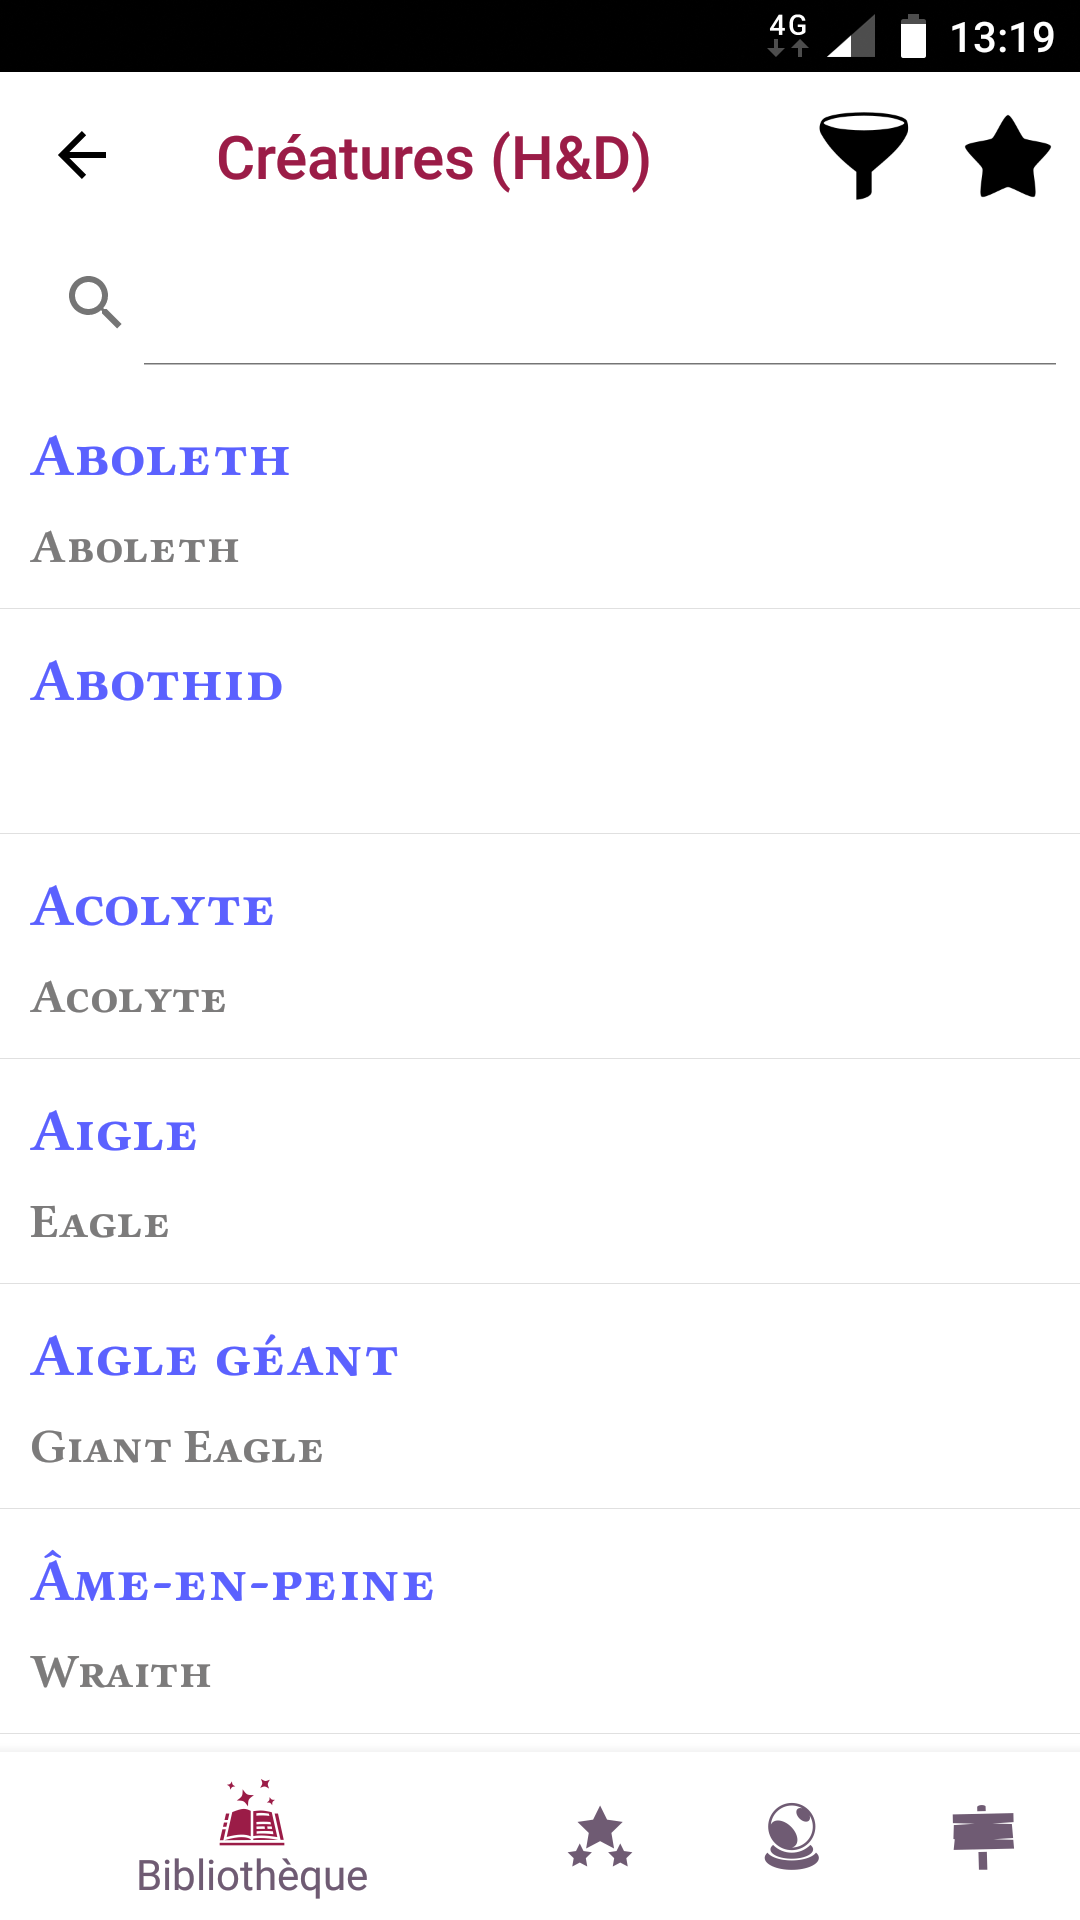 4G 13:19
Créatures (H&D)
Aboleth
Aboleth
Abothid
Acolyte
Acolyte
Aigle
Eagle
Aigle géant
Giant Eagle
Âme-en-peine
Wraith
Bibliothèque